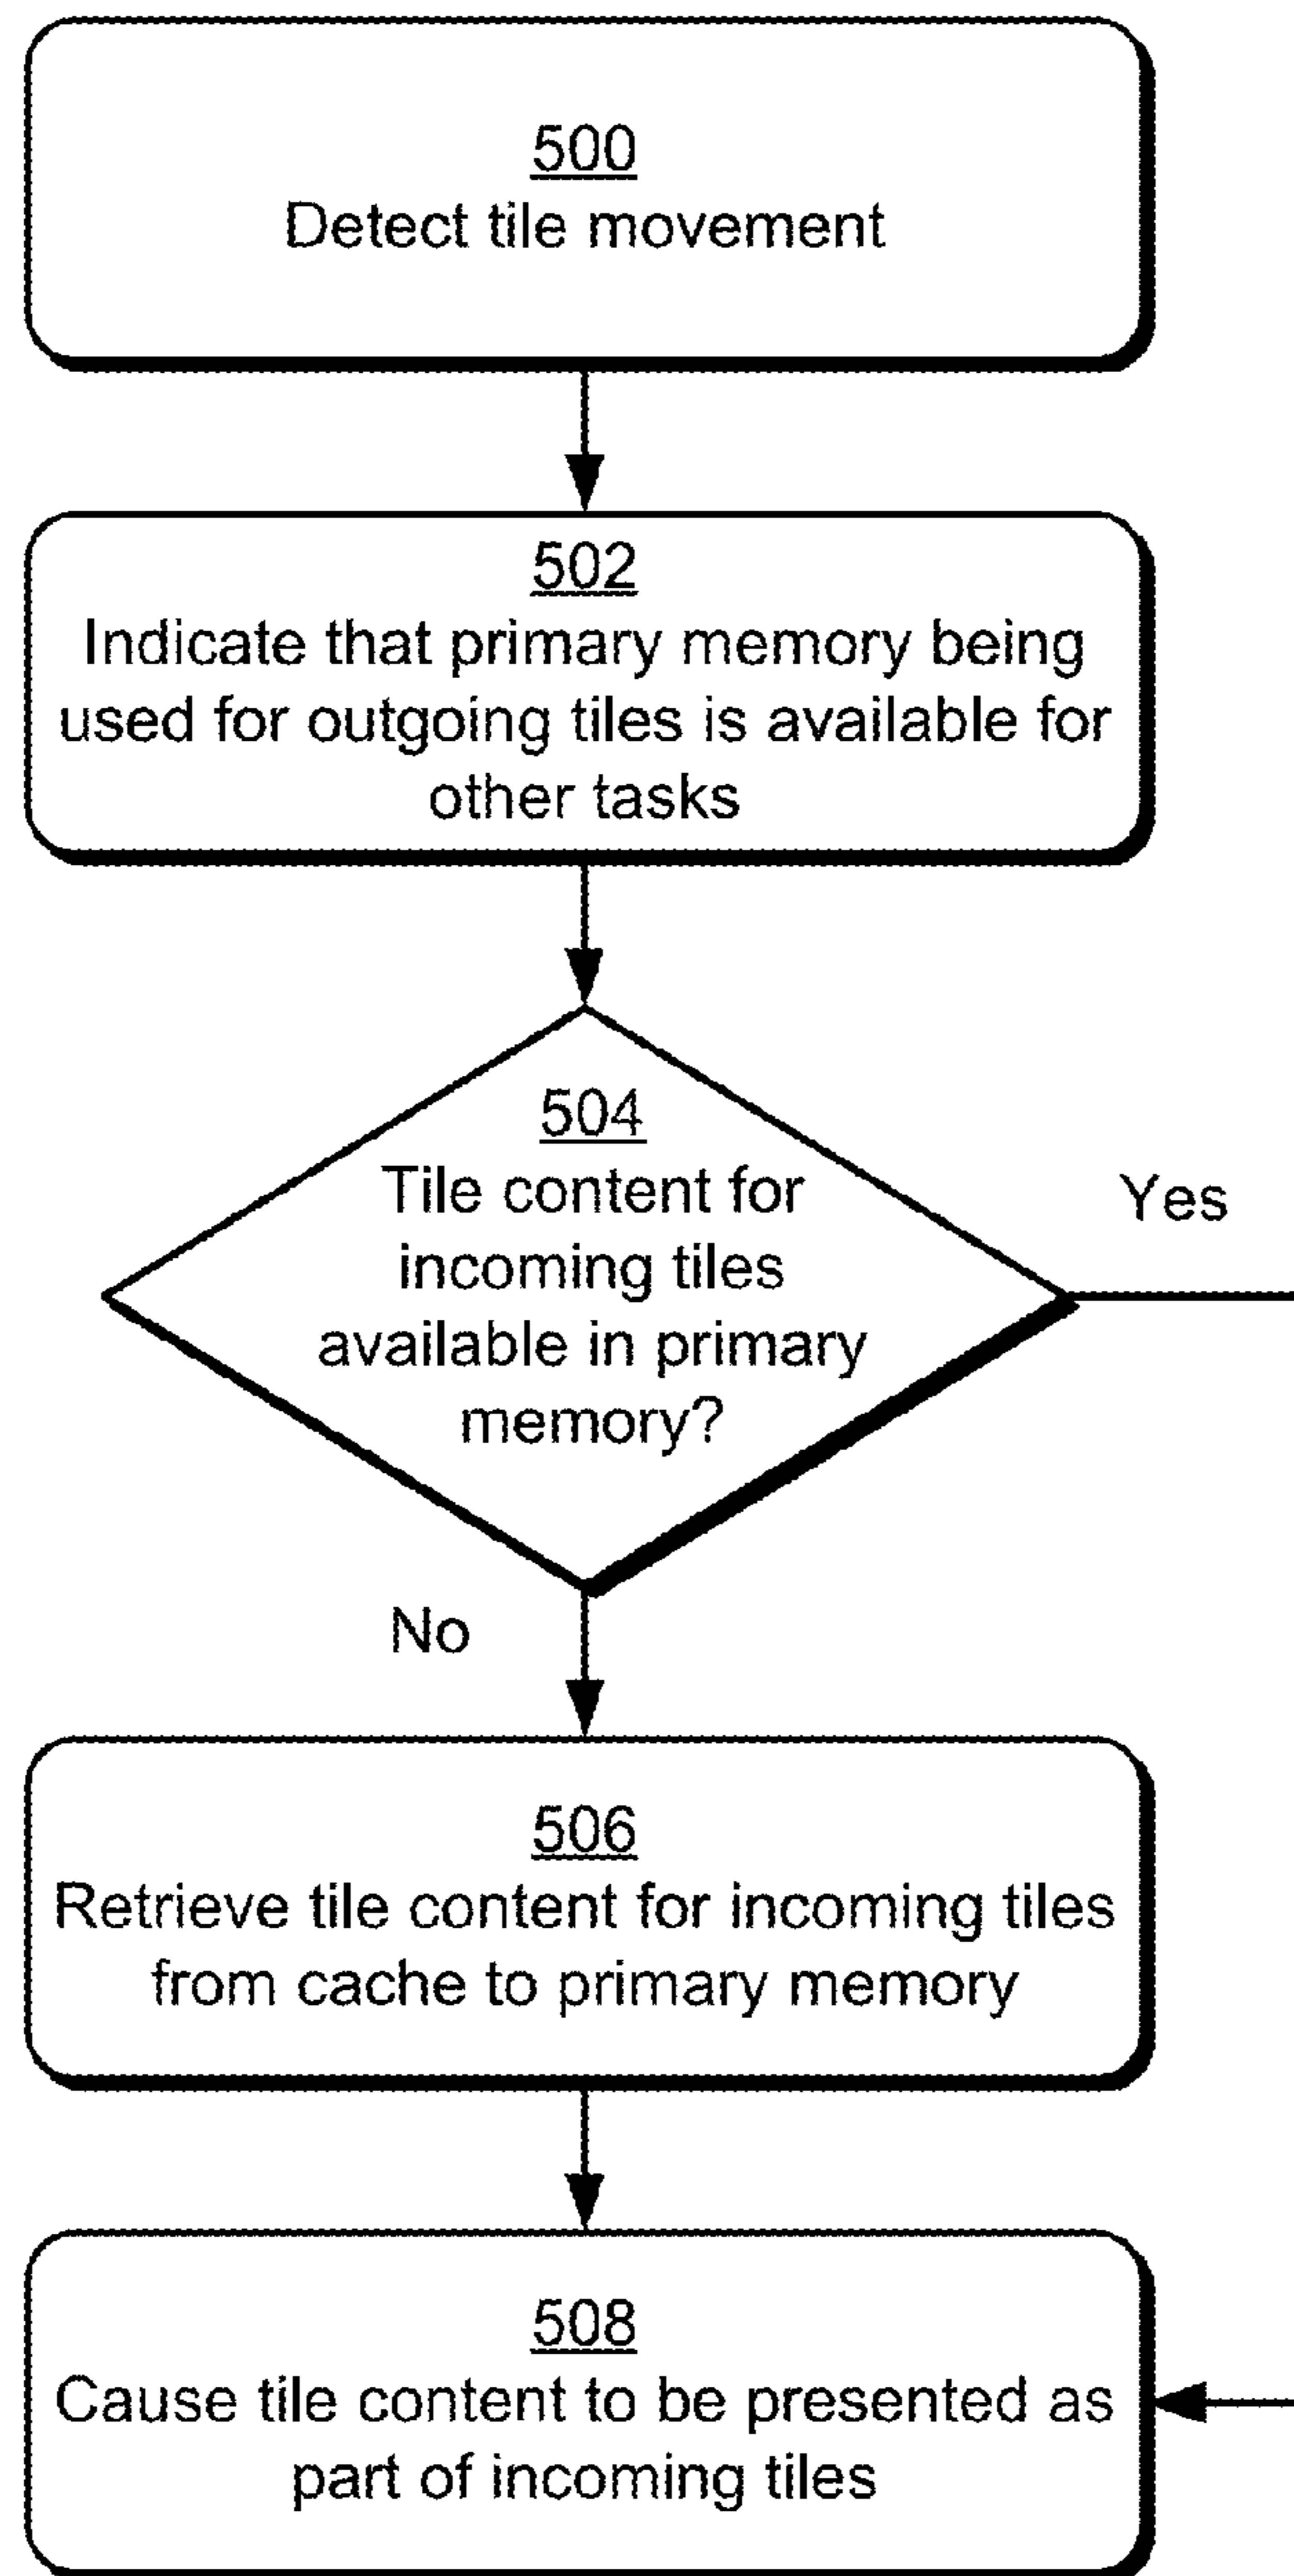 500
Detect tile movement
502
Indicate that primary memory being
used for outgoing tiles is available for
other tasks
504
Tile content for
incoming tiles
available in primary
memory?
Yes
No
506
Retrieve tile content for incoming tiles
from cache to primary memory
508
Cause tile content to be presented as
part of incoming tiles